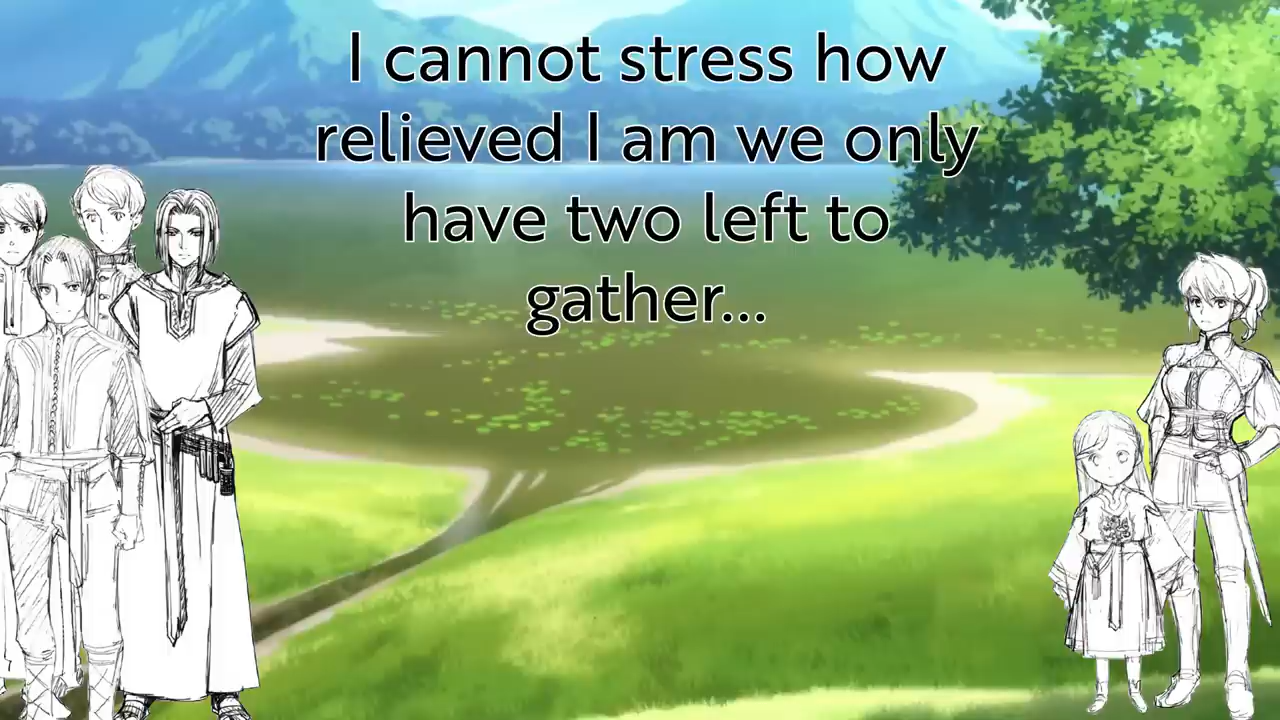 I cannot stress how
relieved I am we only
have two left to
gather...